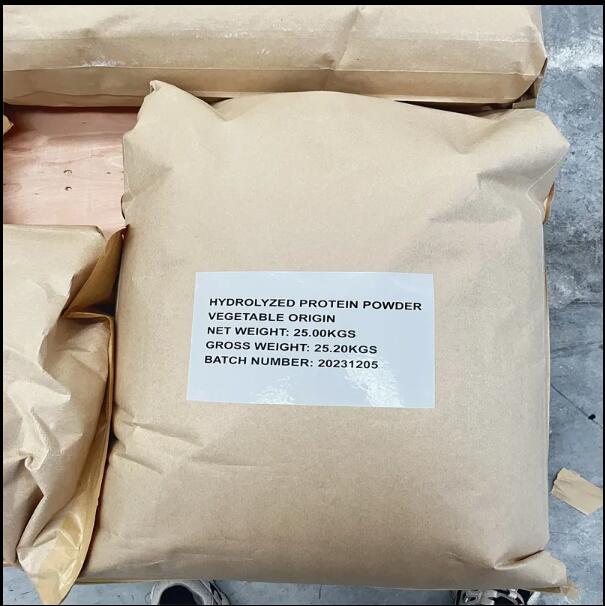 HYDROLYZED PROTEIN POWDER
VEGETABLE ORIGIN
NET WEIGHT: 25.00KGS
GROSS WEIGHT: 25.20KGS
BATCH NUMBER: 20231205